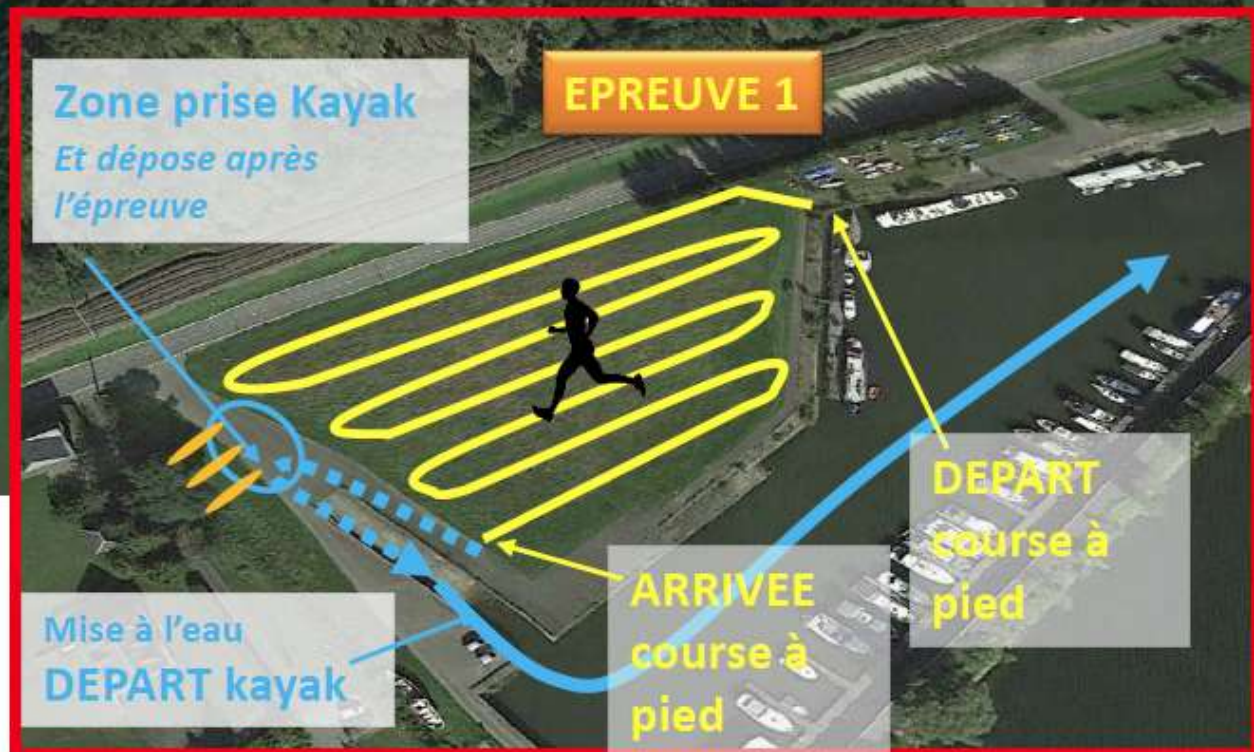 Zone prise Kayak
Et dépose après
l'épreuve
EPREUVE 1
DEPART
course à
pied
ARRIVEE
course à
pied
Mise à l'eau
DEPART kayak